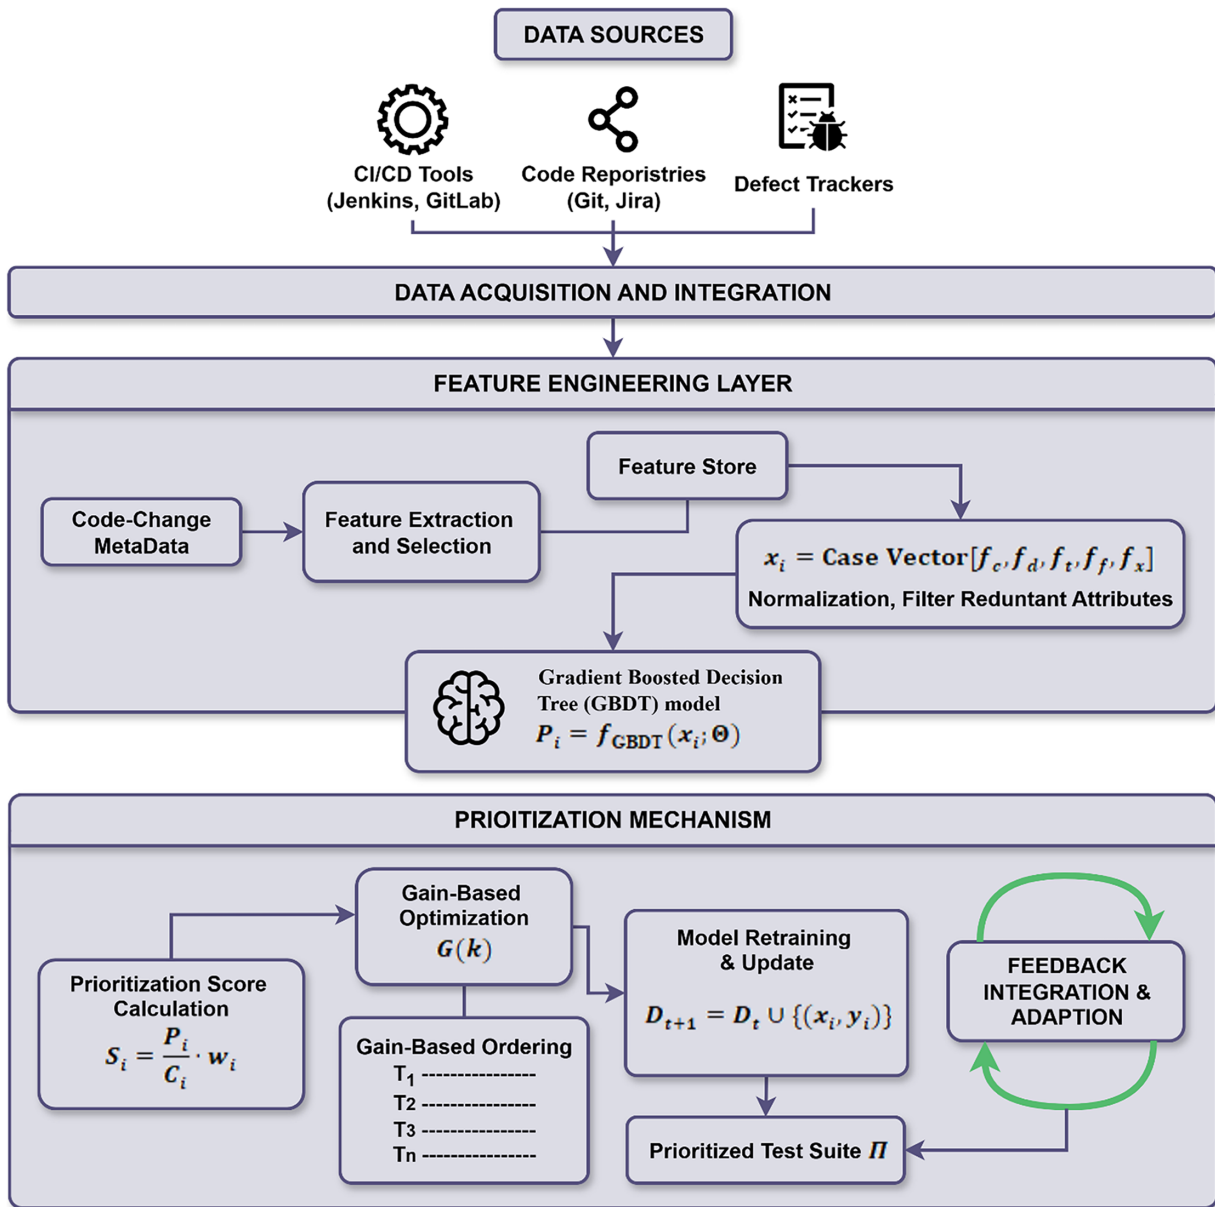 DATA SOURCES
CI/CD Tools
(Jenkins, GitLab)
Code Reporistries
(Git, Jira)
Defect Trackers
DATA ACQUISITION AND INTEGRATION
FEATURE ENGINEERING LAYER
Code-Change
MetaData
Feature Extraction
and Selection
Feature Store
x_i = Case Vector[f_c, f_d, f_t, f_f, f_x]
Normalization, Filter Reduntant Attributes
Gradient Boosted Decision
Tree (GBDT) model
P_i = f_GBDT(x_i; Θ)
PRIOITIZATION MECHANISM
Prioritization Score
Calculation
S_i = P_i / C_i · w_i
Gain-Based
Optimization
G(k)
Gain-Based Ordering
T1 -----------------
T2 -----------------
T3 -----------------
Tn -----------------
Model Retraining
& Update
D_{t+1} = D_t ∪ {(x_i, y_i)}
Prioritized Test Suite Π
FEEDBACK
INTEGRATION &
ADAPTION